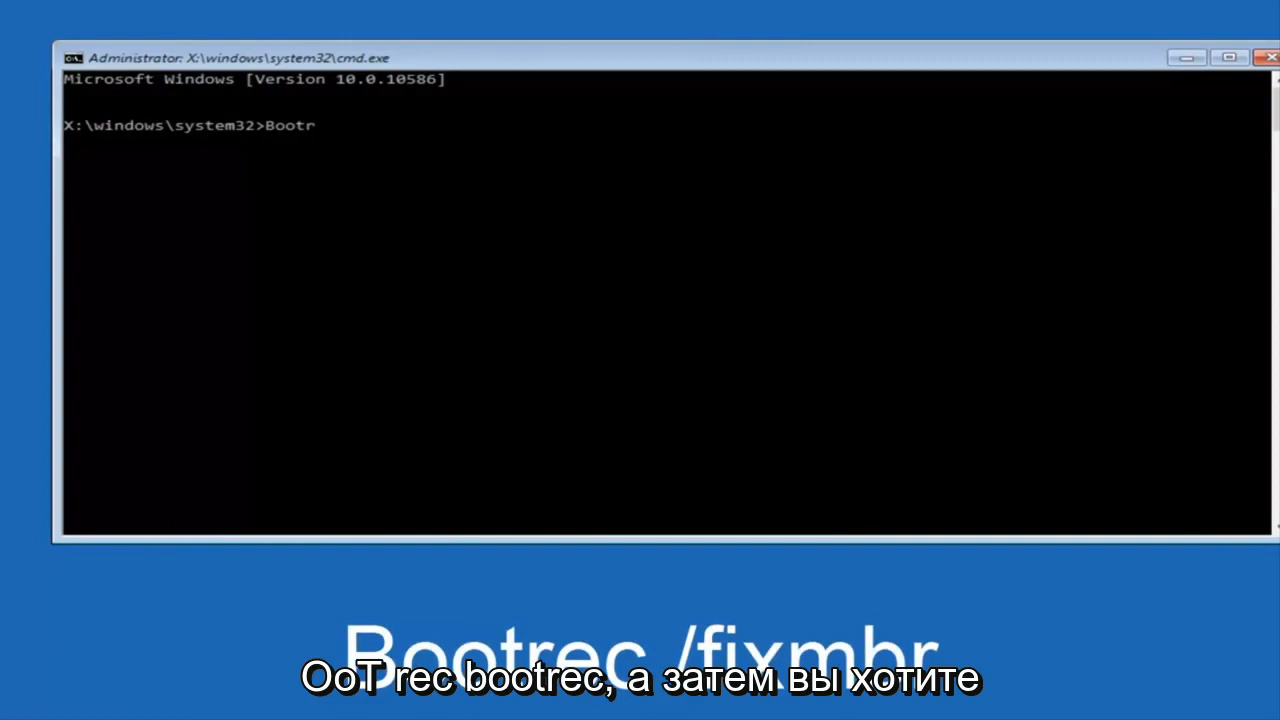 Administrator: X:\windows\system32\cmd.exe
Microsoft Windows [Version 10.0.10586]
X:\windows\system32>Bootr
Bootrec /fixmbr
OoT rec bootrec, а затем вы хотите